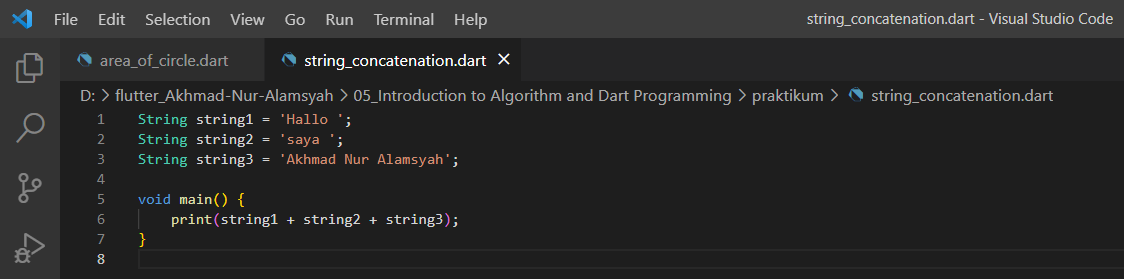 File Edit Selection View Go Run Terminal Help string_concatenation.dart - Visual Studio Code
area_of_circle.dart string_concatenation.dart
D: > flutter_Akhmad-Nur-Alamsyah > 05_Introduction to Algorithm and Dart Programming > praktikum > string_concatenation.dart
1 String string1 = 'Hallo ';
2 String string2 = 'saya ';
3 String string3 = 'Akhmad Nur Alamsyah';
4
5 void main() {
6 print(string1 + string2 + string3);
7 }
8